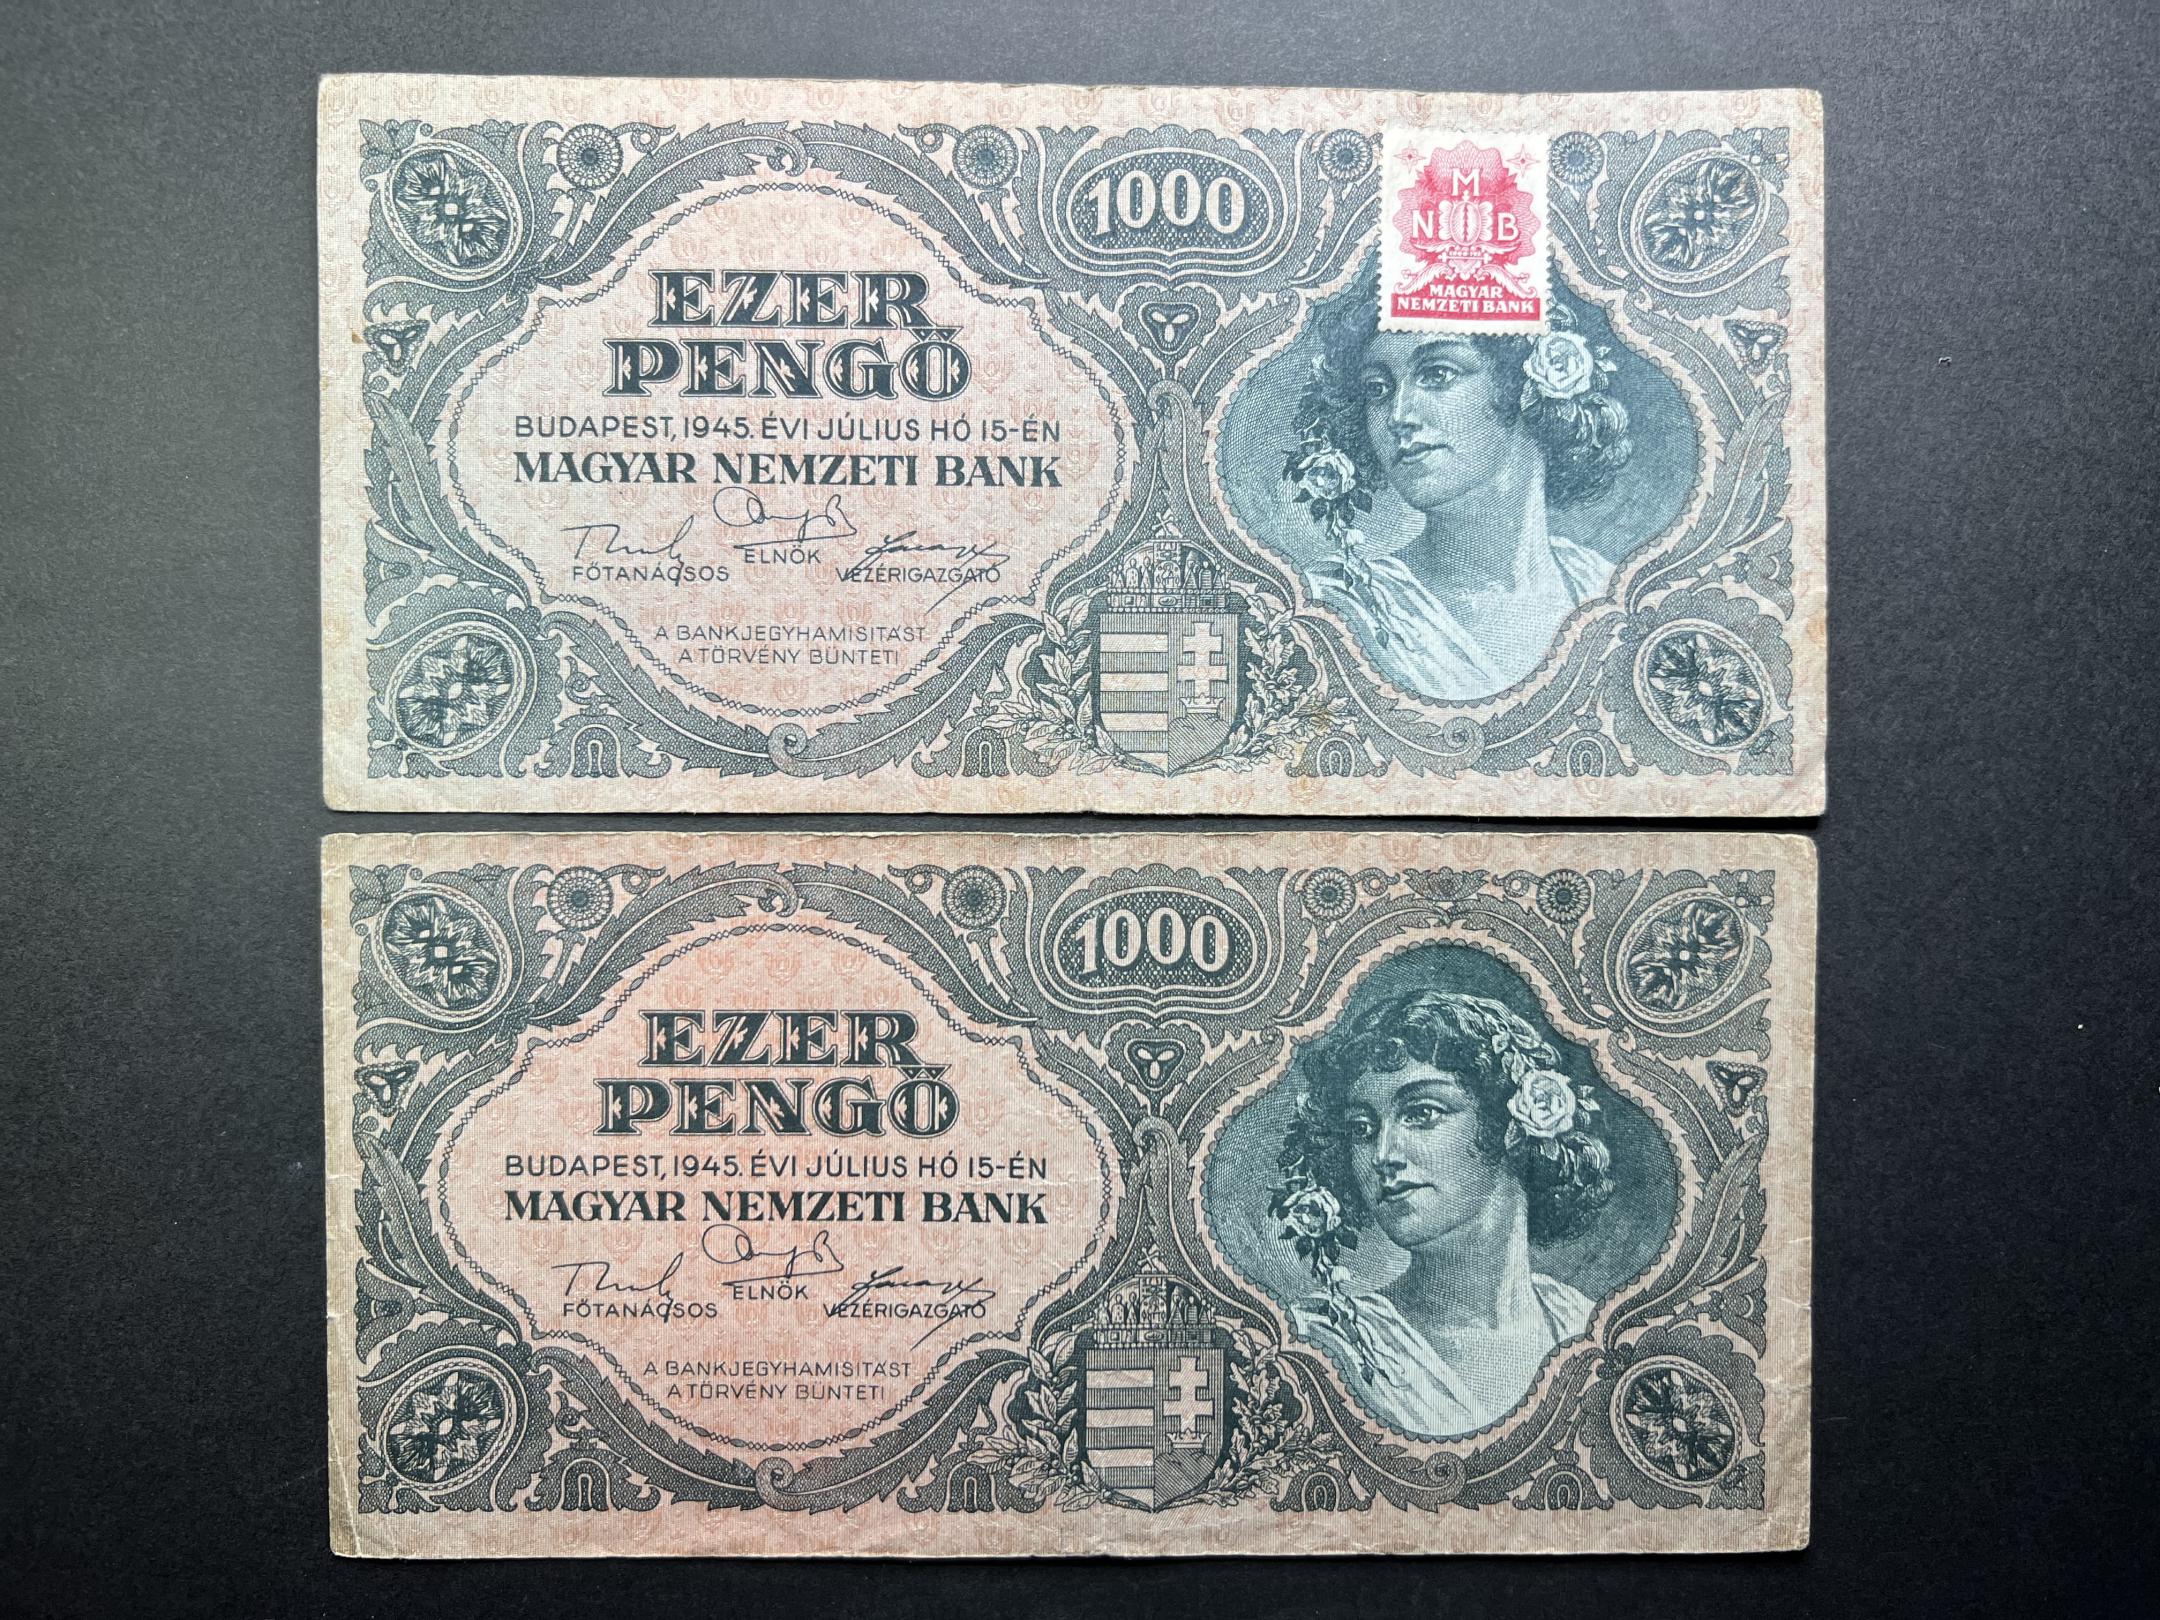 1000
M
N B
MAGYAR
NEMZETI BANK
EZER
PENGŐ
BUDAPEST, 1945. ÉVI JÚLIUS HÓ 15-ÉN
MAGYAR NEMZETI BANK
ELNÖK
FŐTANÁCSOS VEZÉRIGAZGATÓ
A BANKJEGYHAMISITÁST
A TÖRVÉNY BÜNTETI
1000
EZER
PENGŐ
BUDAPEST, 1945. ÉVI JÚLIUS HÓ 15-ÉN
MAGYAR NEMZETI BANK
ELNÖK
FŐTANÁCSOS VEZÉRIGAZGATÓ
A BANKJEGYHAMISITÁST
A TÖRVÉNY BÜNTETI